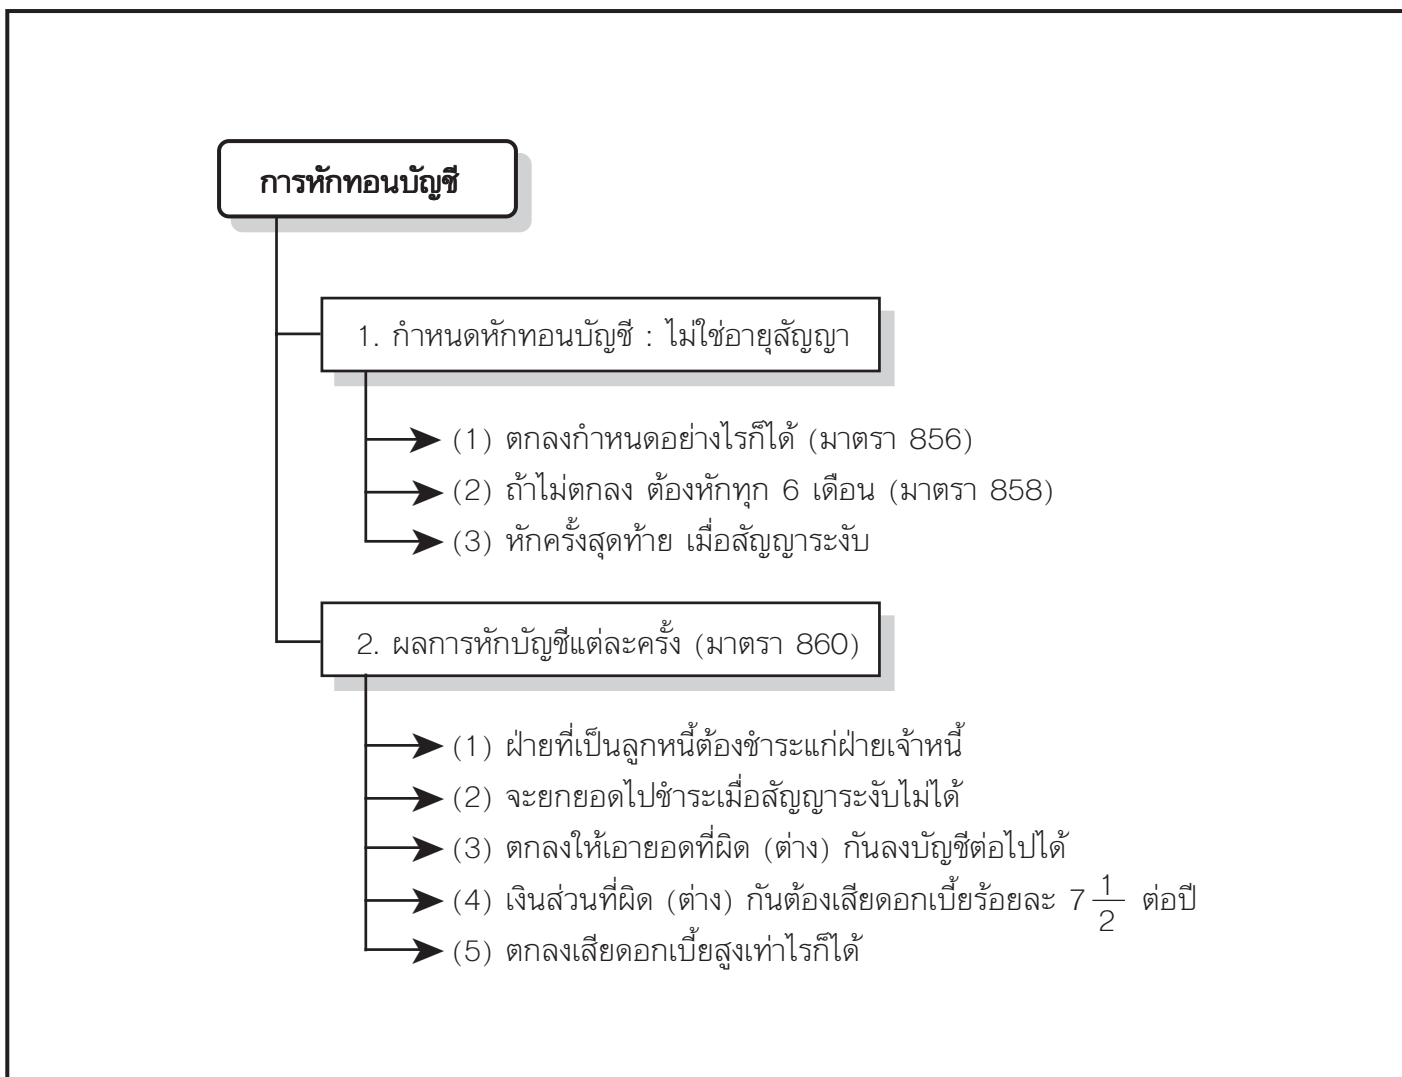 การหักทอนบัญชี
1. กำหนดหักทอนบัญชี : ไม่ใช่อายุสัญญา
(1) ตกลงกำหนดอย่างไรก็ได้ (มาตรา 856)
(2) ถ้าไม่ตกลง ต้องหักทุก 6 เดือน (มาตรา 858)
(3) หักครั้งสุดท้าย เมื่อสัญญาระงับ
2. ผลการหักบัญชีแต่ละครั้ง (มาตรา 860)
(1) ฝ่ายที่เป็นลูกหนี้ต้องชำระแก่ฝ่ายเจ้าหนี้
(2) จะยกยอดไปชำระเมื่อสัญญาระงับไม่ได้
(3) ตกลงให้เอายอดที่ผิด (ต่าง) กันลงบัญชีต่อไปได้
(4) เงินส่วนที่ผิด (ต่าง) กันต้องเสียดอกเบี้ยร้อยละ 7 1/2 ต่อปี
(5) ตกลงเสียดอกเบี้ยสูงเท่าไรก็ได้